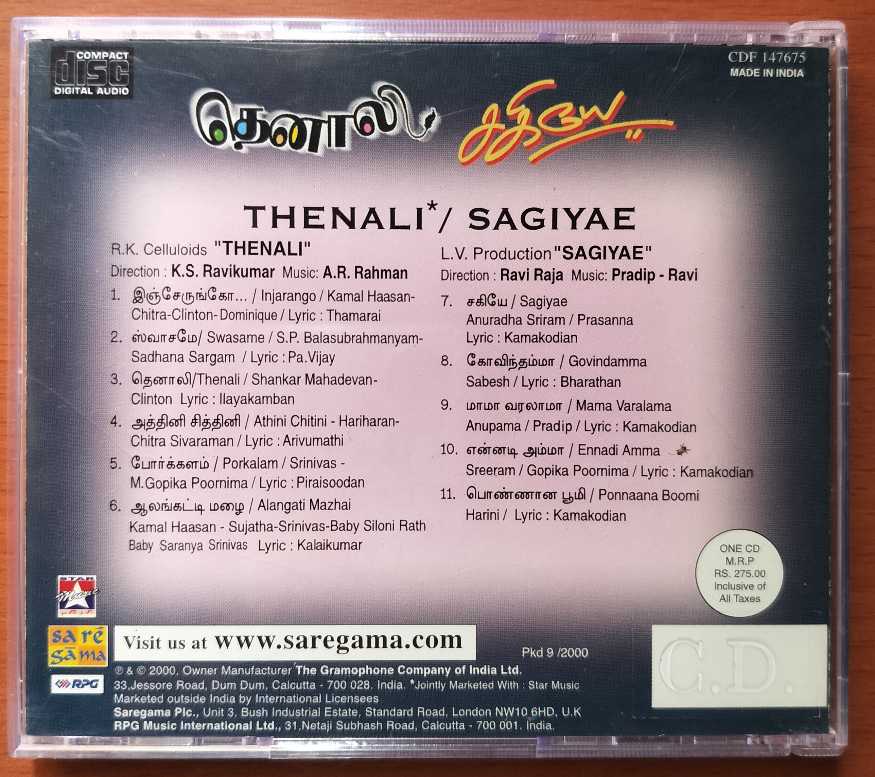 COMPACT
disc
DIGITAL AUDIO
CDF 147675
MADE IN INDIA
தெனாலி
சகியே
THENALI*/ SAGIYAE
R.K. Celluloids "THENALI"
Direction : K.S. Ravikumar Music: A.R. Rahman
1. இஞ்சேருங்கோ... / Injarango / Kamal Haasan-
Chitra-Clinton-Dominique / Lyric : Thamarai
2. ஸ்வாசமே/ Swasame / S.P. Balasubrahmanyam-
Sadhana Sargam / Lyric : Pa.Vijay
3. தெனாலி/Thenali / Shankar Mahadevan-
Clinton Lyric : Ilayakamban
4. அத்தினி சித்தினி / Athini Chitini - Hariharan-
Chitra Sivaraman / Lyric : Arivumathi
5. போர்க்களம் / Porkalam / Srinivas -
M.Gopika Poornima / Lyric : Piraisoodan
6. ஆலங்கட்டி மழை / Alangati Mazhai
Kamal Haasan - Sujatha-Srinivas-Baby Siloni Rath
Baby Saranya Srinivas Lyric : Kalaikumar
L.V. Production "SAGIYAE"
Direction : Ravi Raja Music: Pradip - Ravi
7. சகியே / Sagiyae
Anuradha Sriram / Prasanna
Lyric : Kamakodian
8. கோவிந்தம்மா / Govindamma
Sabesh / Lyric : Bharathan
9. மாமா வரலாமா / Mama Varalama
Anupama / Pradip / Lyric : Kamakodian
10. என்னடி அம்மா / Ennadi Amma
Sreeram / Gopika Poornima / Lyric : Kamakodian
11. பொண்ணான பூமி / Ponnaana Boomi
Harini / Lyric : Kamakodian
ONE CD
M.R.P
RS. 275.00
Inclusive of
All Taxes
STAR
Music
sa re
gama
RPG
Visit us at www.saregama.com
Pkd 9 /2000
C.D.
℗ & © 2000, Owner Manufacturer The Gramophone Company of India Ltd.
33,Jessore Road, Dum Dum, Calcutta - 700 028. India. *Jointly Marketed With : Star Music
Marketed outside India by International Licensees
Saregama Plc., Unit 3, Bush Industrial Estate, Standard Road, London NW10 6HD, U.K
RPG Music International Ltd., 31,Netaji Subhash Road, Calcutta - 700 001. India.